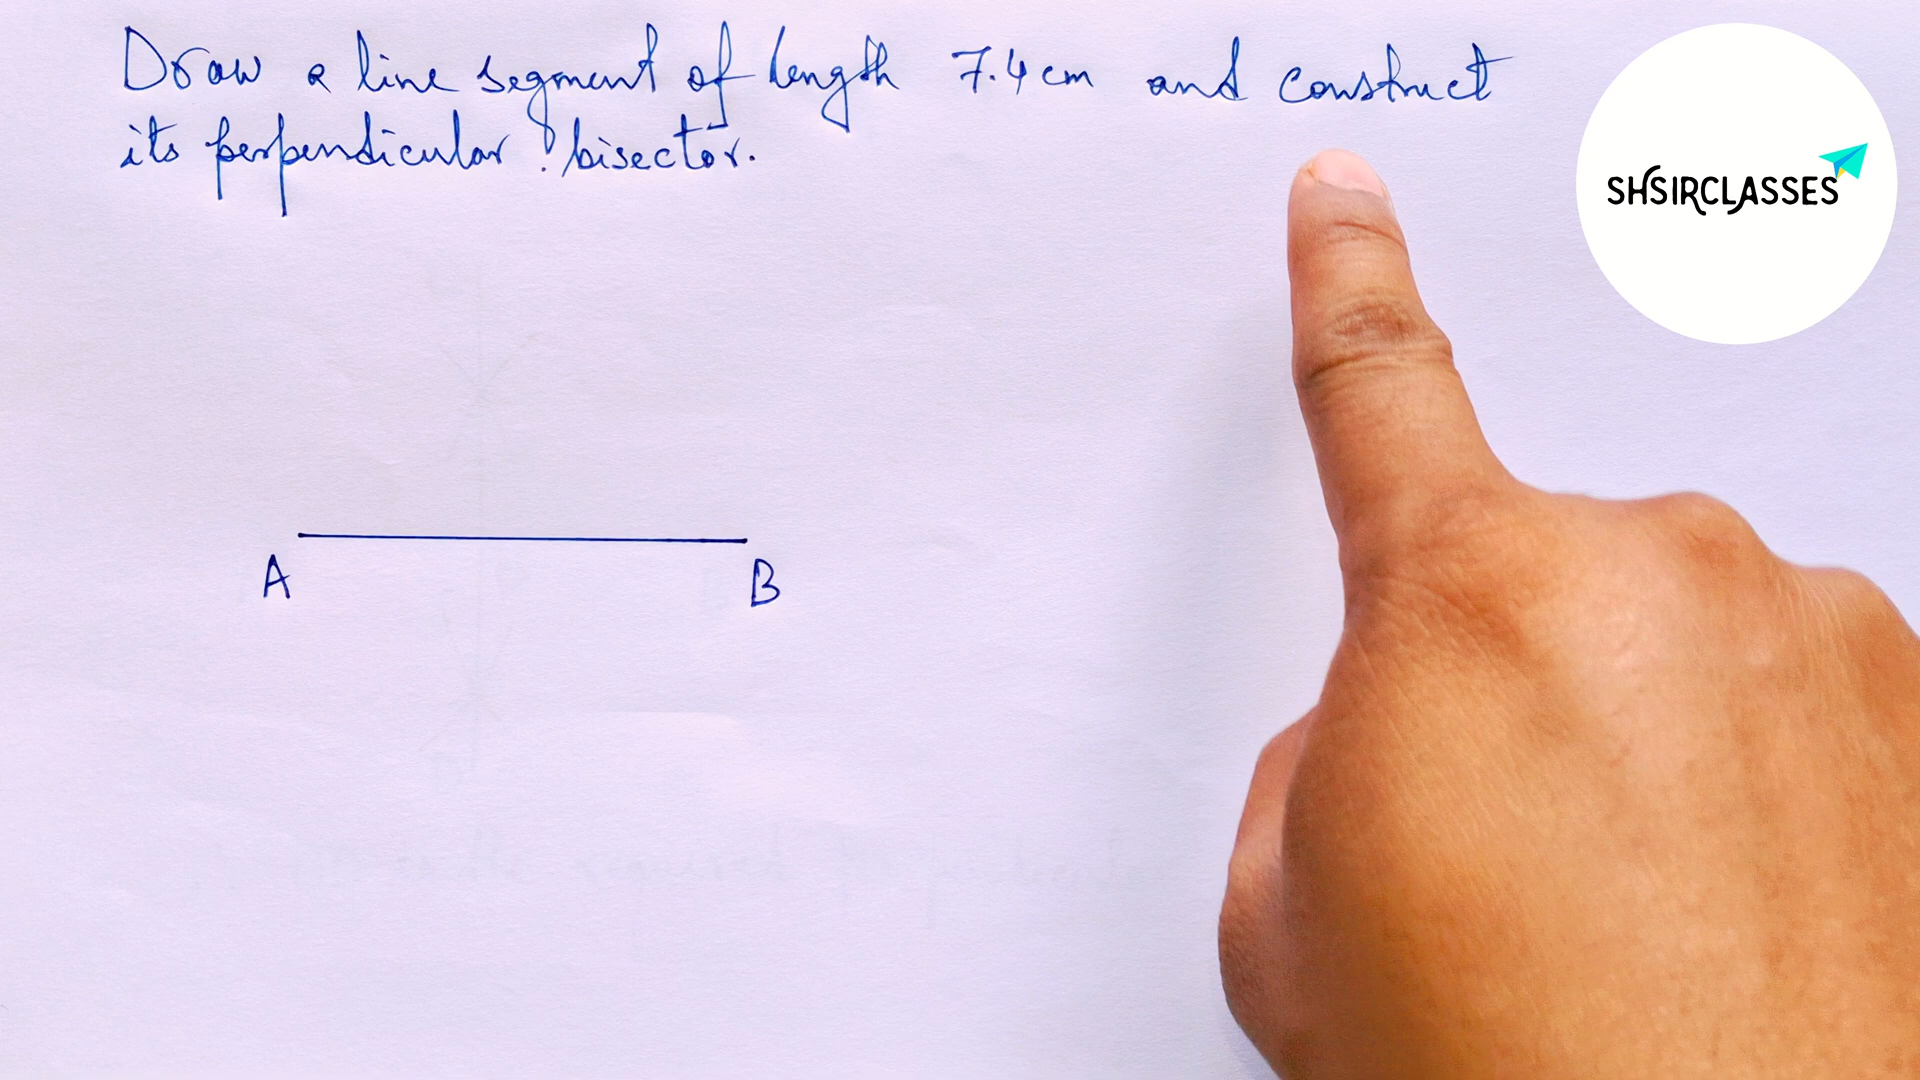 Draw a line segment of length 7.4 cm and construct
its perpendicular bisector.
SHSIRCLASSES
A B